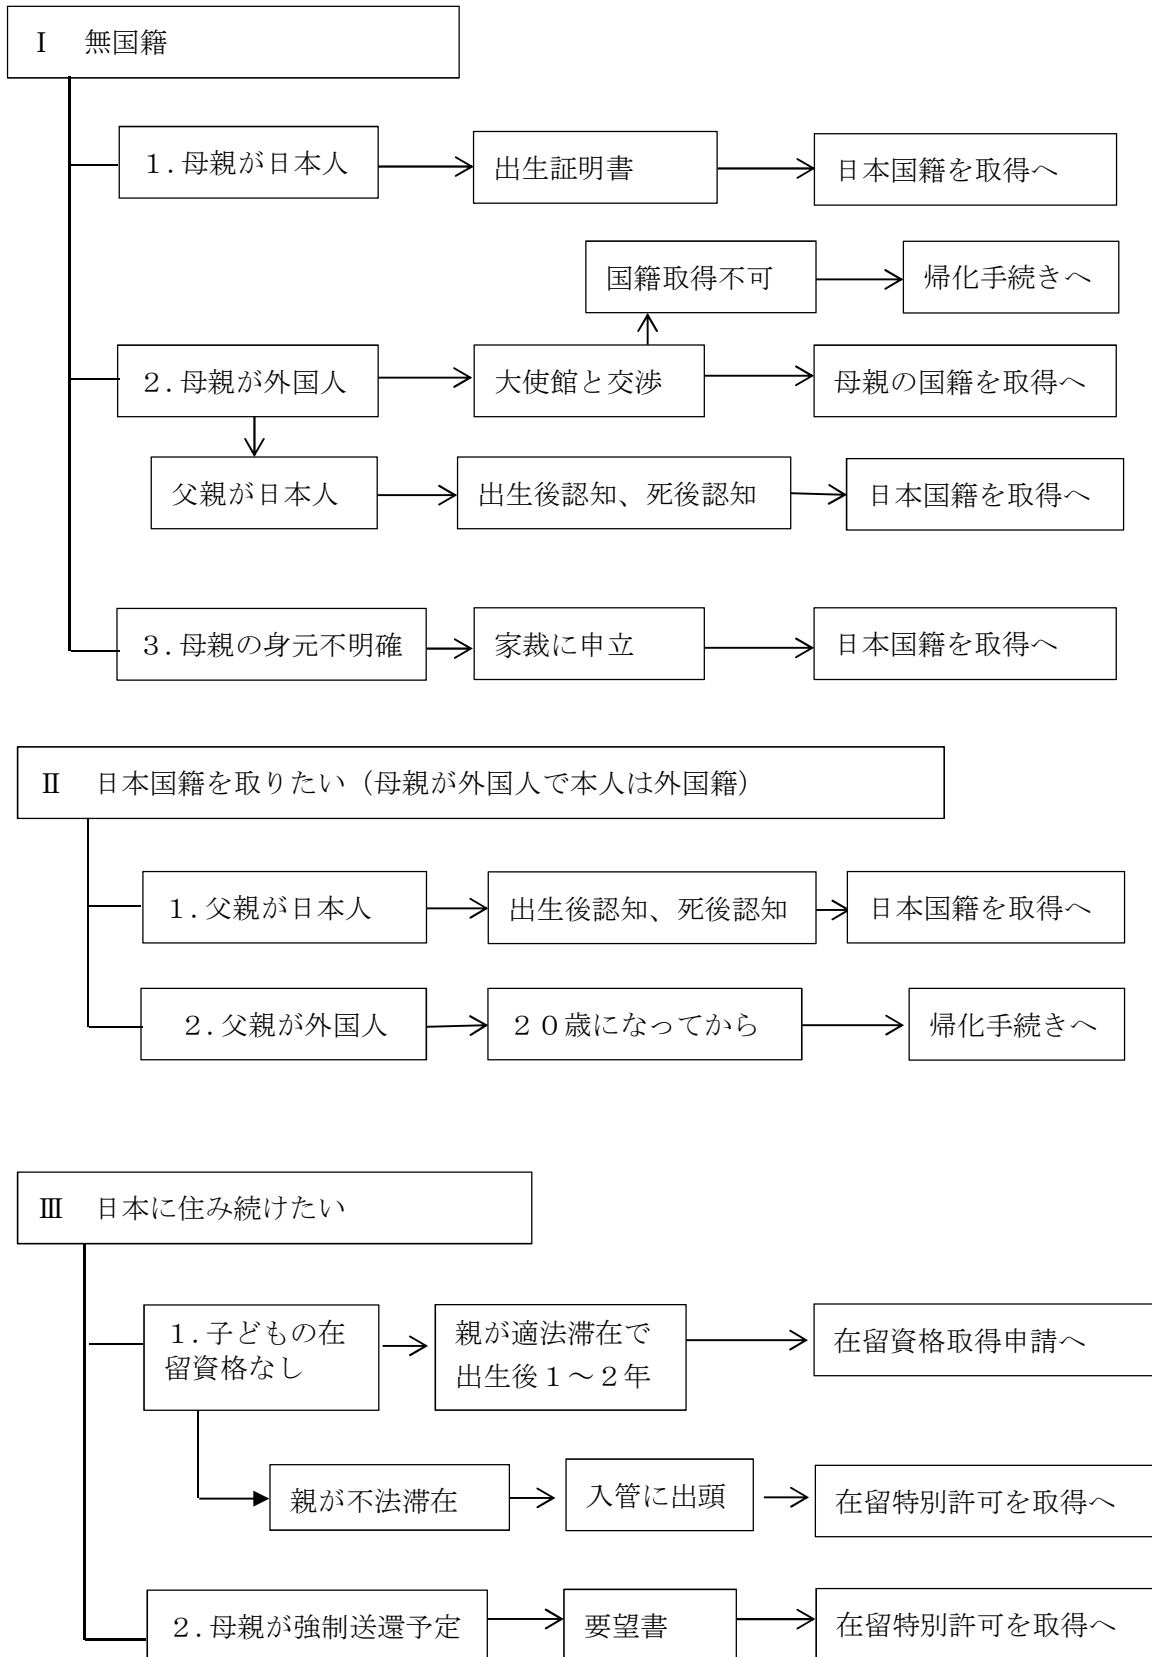 Ⅰ　無国籍
１.母親が日本人
出生証明書
日本国籍を取得へ
国籍取得不可
帰化手続きへ
２.母親が外国人
大使館と交渉
母親の国籍を取得へ
父親が日本人
出生後認知、死後認知
日本国籍を取得へ
３.母親の身元不明確
家裁に申立
日本国籍を取得へ
Ⅱ　日本国籍を取りたい（母親が外国人で本人は外国籍）
１.父親が日本人
出生後認知、死後認知
日本国籍を取得へ
２.父親が外国人
２０歳になってから
帰化手続きへ
Ⅲ　日本に住み続けたい
１.子どもの在
留資格なし
親が適法滞在で
出生後１～２年
在留資格取得申請へ
親が不法滞在
入管に出頭
在留特別許可を取得へ
２.母親が強制送還予定
要望書
在留特別許可を取得へ